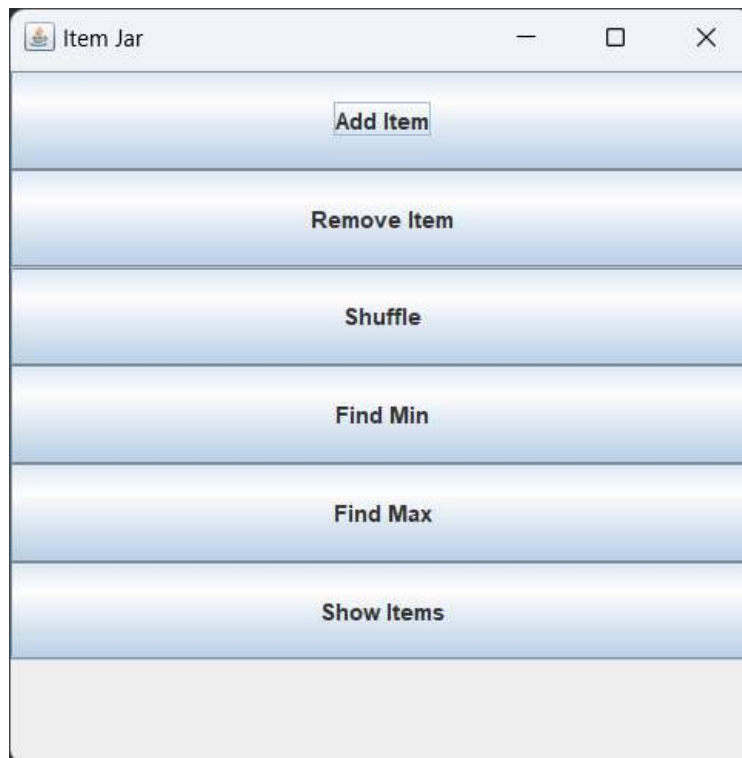 Item Jar
Add Item
Remove Item
Shuffle
Find Min
Find Max
Show Items